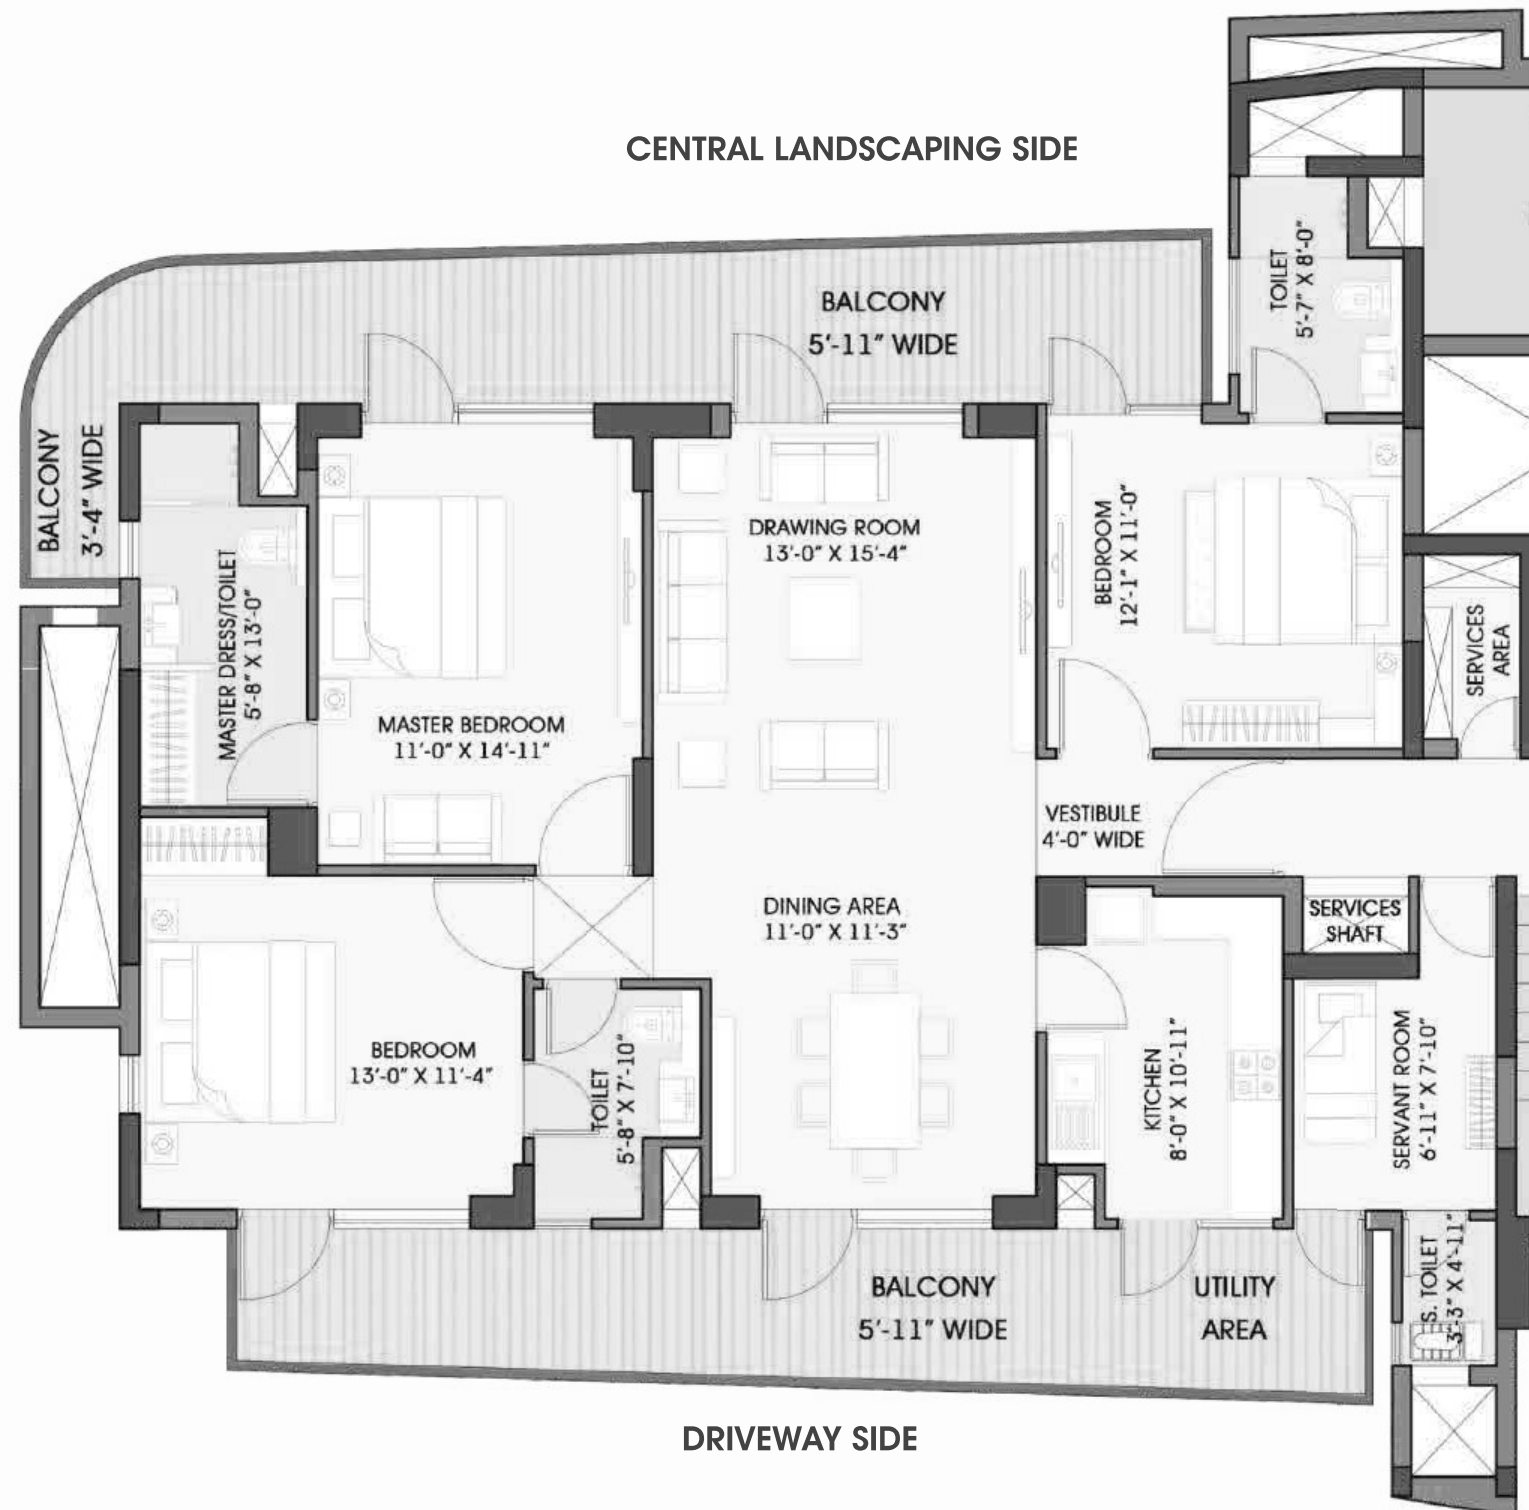 CENTRAL LANDSCAPING SIDE
BALCONY
5'-11" WIDE
TOILET
5'-7" X 8'-0"
BALCONY
3'-4" WIDE
MASTER DRESS/TOILET
5'-8" X 13'-0"
MASTER BEDROOM
11'-0" X 14'-11"
DRAWING ROOM
13'-0" X 15'-4"
BEDROOM
12'-1" X 11'-0"
SERVICES
AREA
VESTIBULE
4'-0" WIDE
DINING AREA
11'-0" X 11'-3"
SERVICES
SHAFT
BEDROOM
13'-0" X 11'-4"
TOILET
5'-8" X 7'-10"
KITCHEN
8'-0" X 10'-11"
SERVANT ROOM
6'-11" X 7'-10"
BALCONY
5'-11" WIDE
UTILITY
AREA
S. TOILET
3'-3" X 4'-11"
DRIVEWAY SIDE